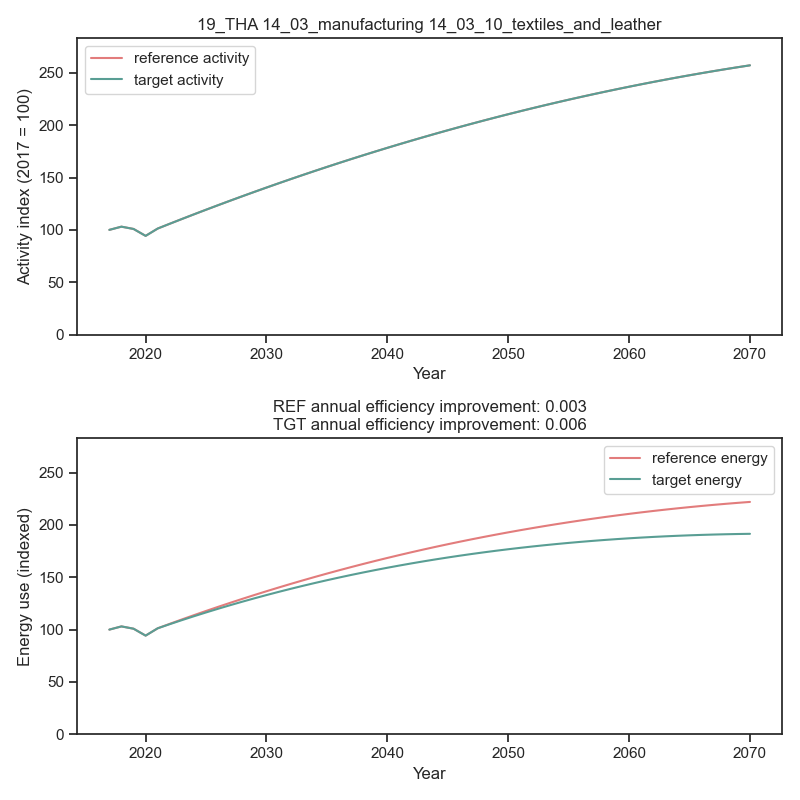 19_THA 14_03_manufacturing 14_03_10_textiles_and_leather
reference activity
target activity
Activity index (2017 = 100)
250
200
150
100
50
0
2020 2030 2040 2050 2060 2070
Year
REF annual efficiency improvement: 0.003
TGT annual efficiency improvement: 0.006
reference energy
target energy
Energy use (indexed)
250
200
150
100
50
0
2020 2030 2040 2050 2060 2070
Year